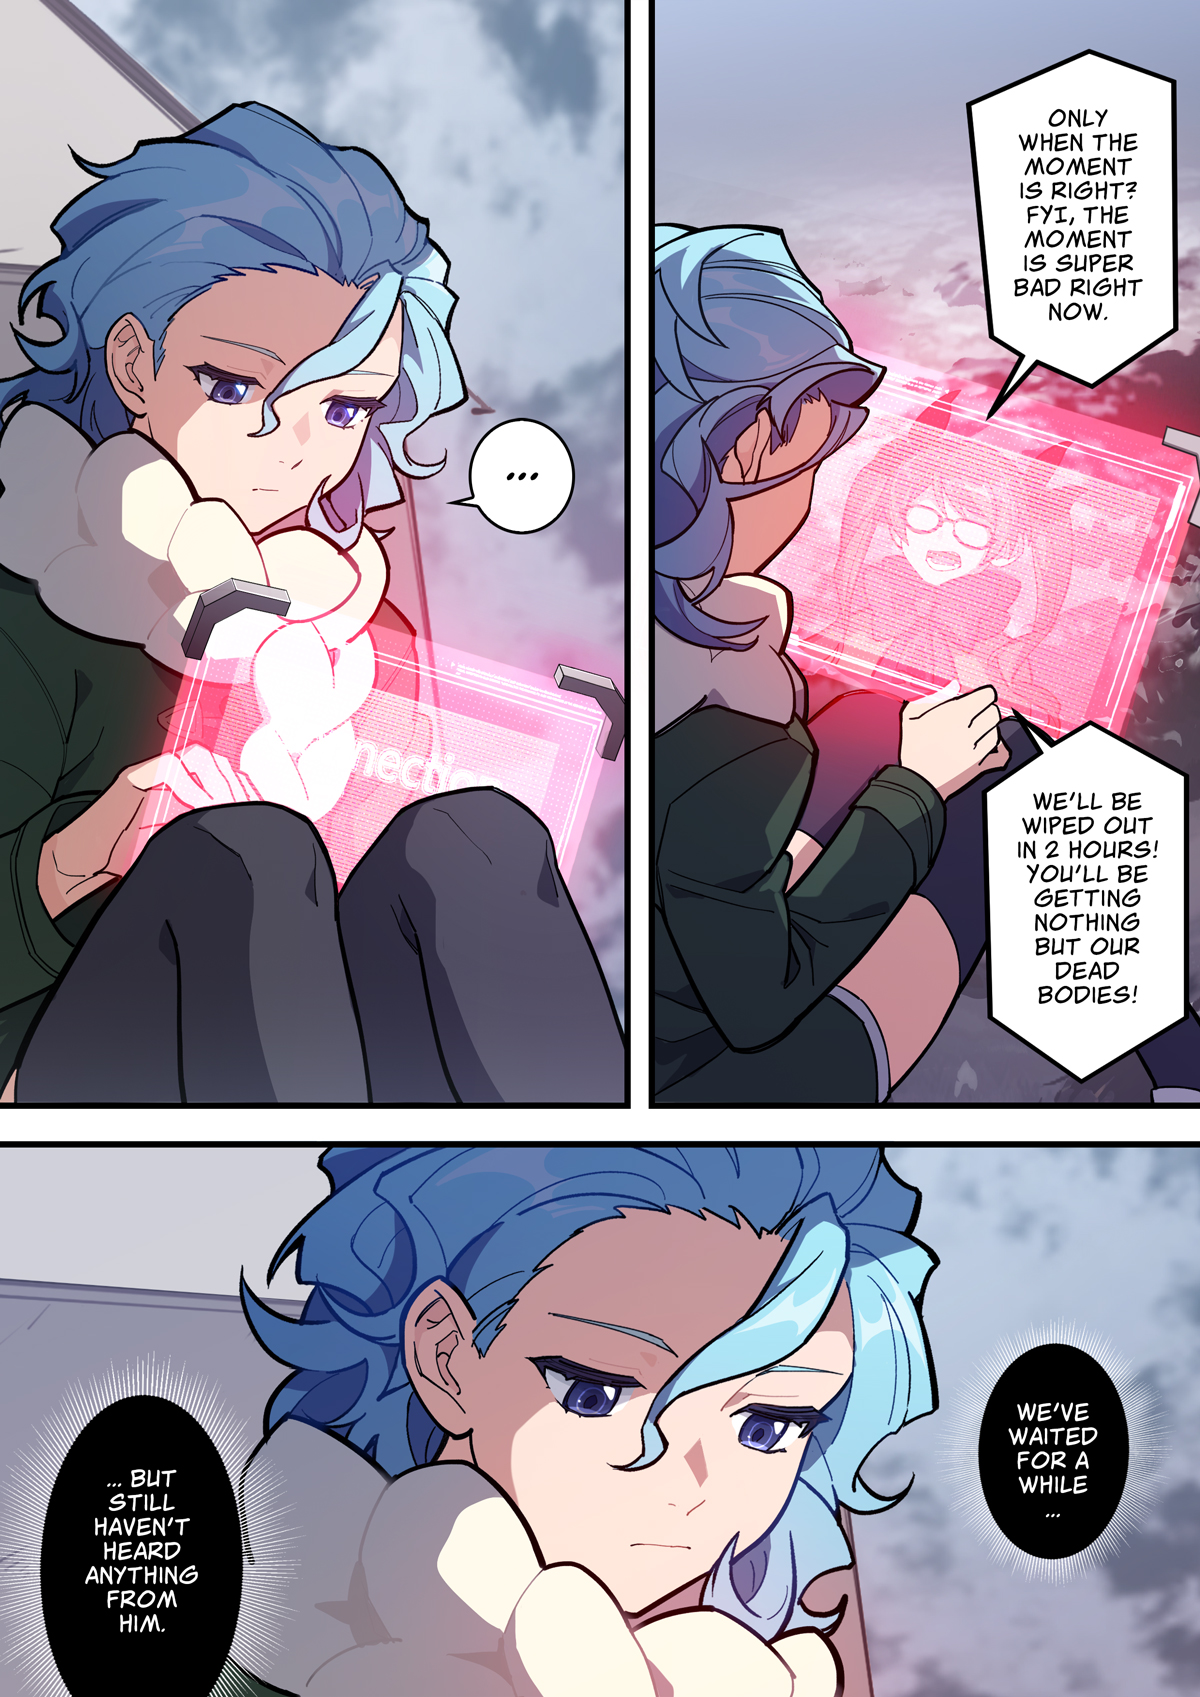 ONLY
WHEN THE
MOMENT
IS RIGHT?
FYI, THE
MOMENT
IS SUPER
BAD RIGHT
NOW.
WE'LL BE
WIPED OUT
IN 2 HOURS!
YOU'LL BE
GETTING
NOTHING
BUT OUR
DEAD
BODIES!
...
nection
WE'VE
WAITED
FOR A
WHILE
...
... BUT
STILL
HAVEN'T
HEARD
ANYTHING
FROM
HIM.